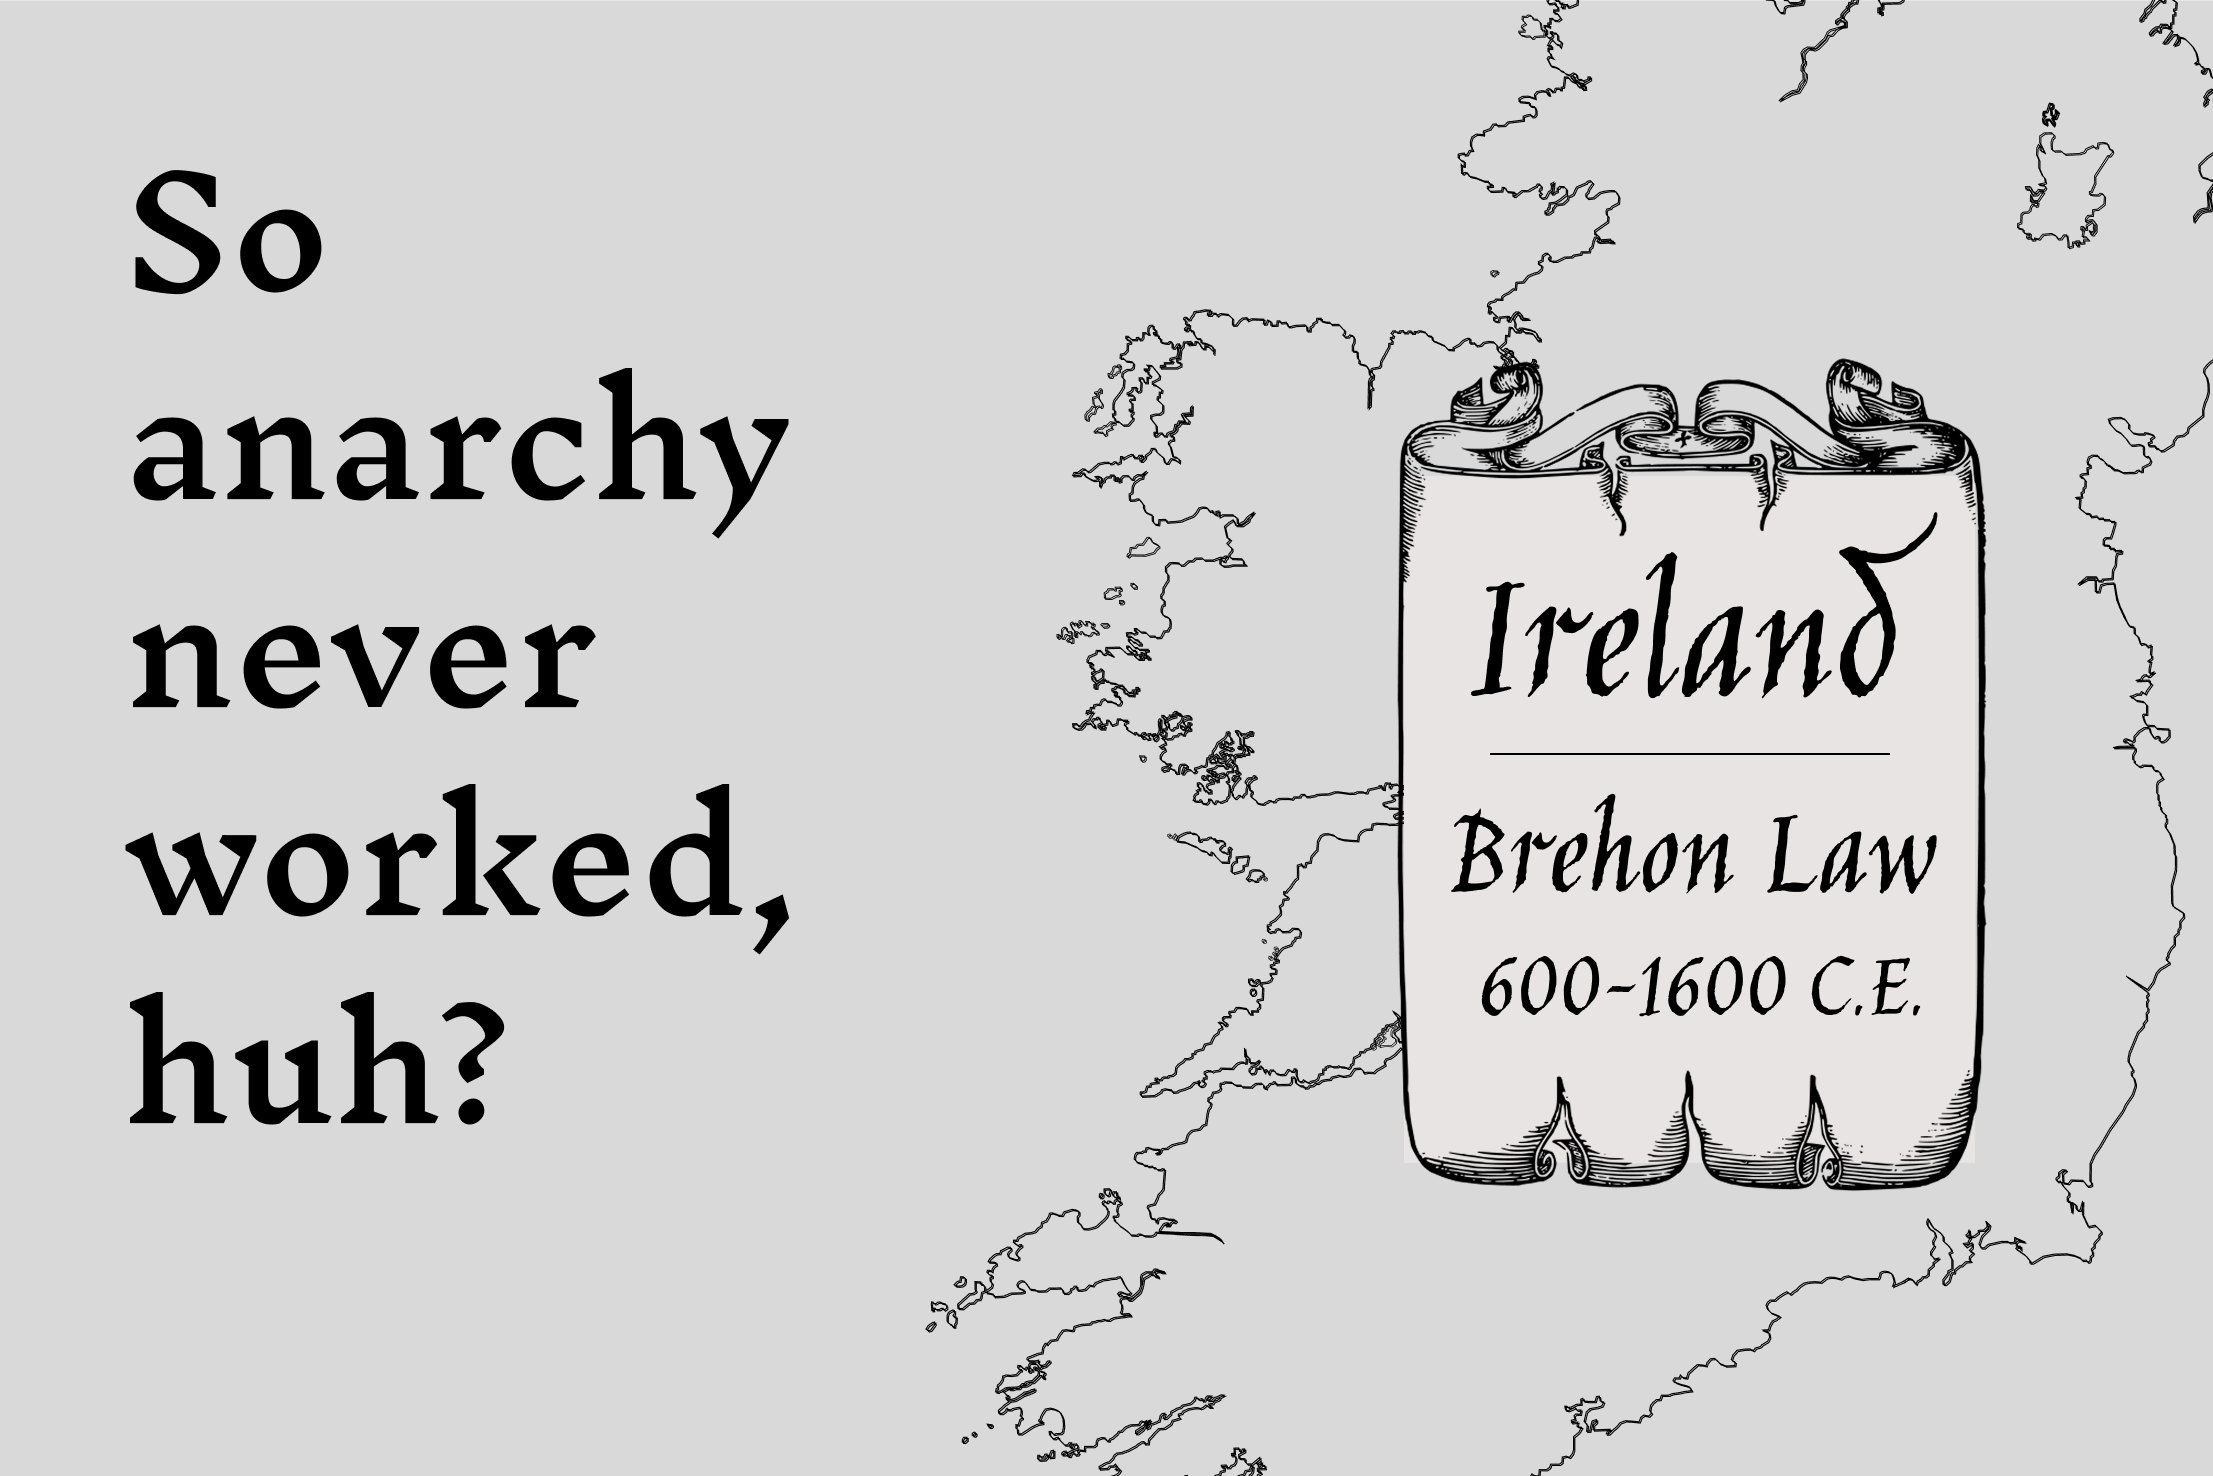 So
anarchy
never
worked,
huh?
Ireland
Brehon Law
600-1600 C.E.